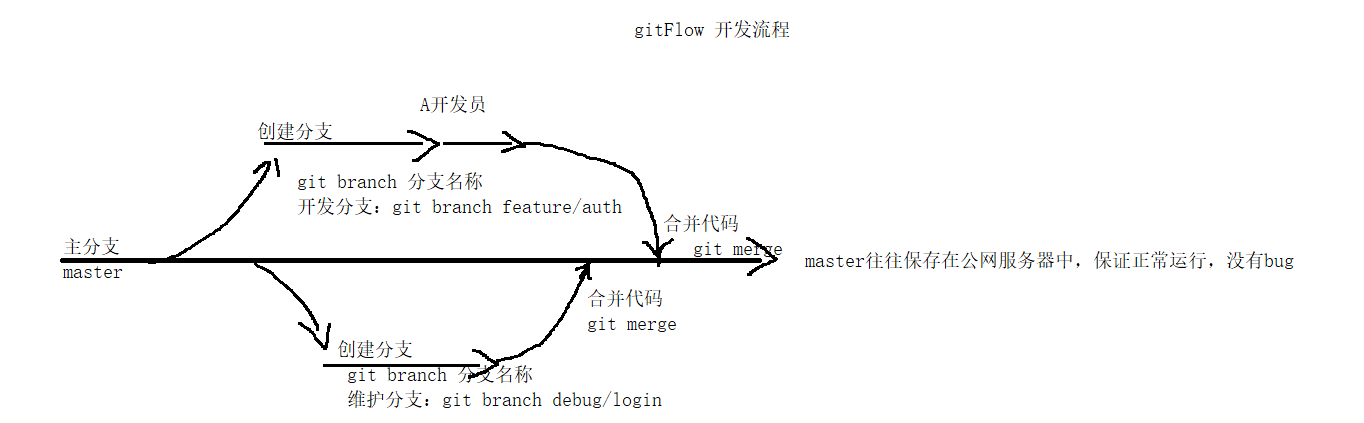 gitFlow 开发流程
A开发员
创建分支
git branch 分支名称
开发分支：git branch feature/auth
合并代码
git merge
主分支
master
master往往保存在公网服务器中，保证正常运行，没有bug
合并代码
git merge
创建分支
git branch 分支名称
维护分支：git branch debug/login